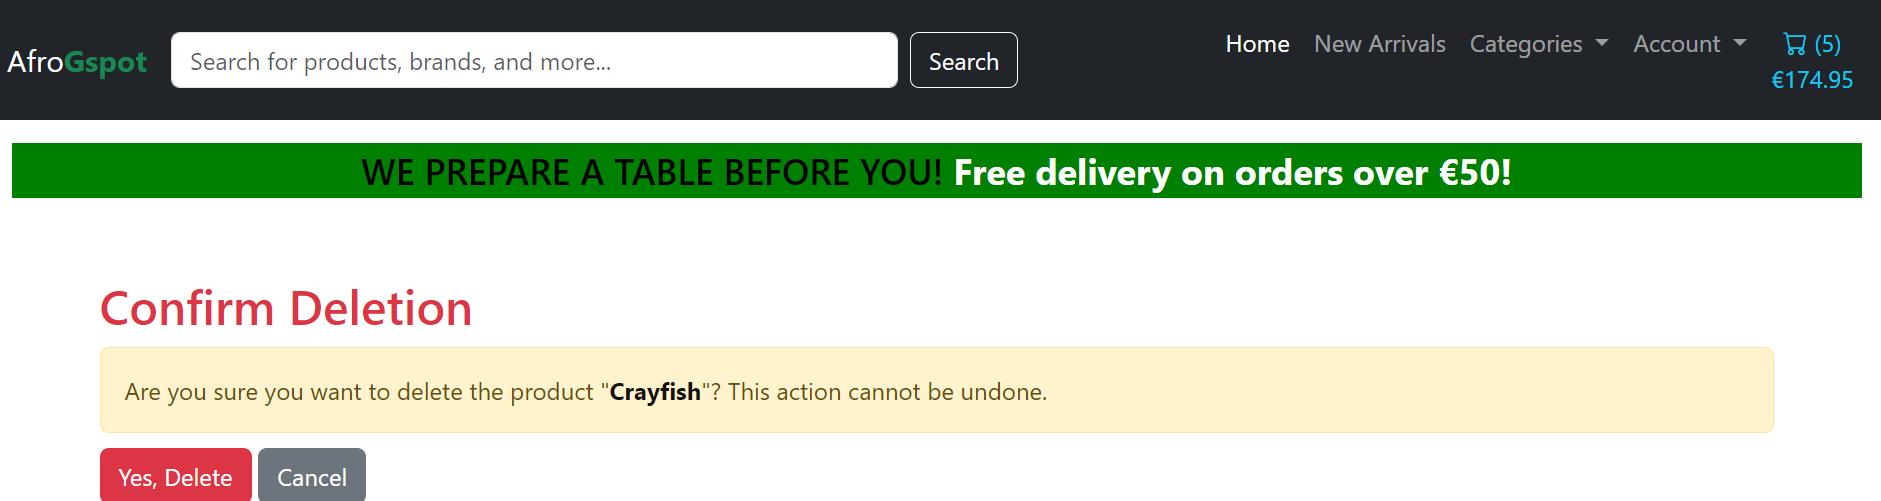 AfroGspot
Search for products, brands, and more...
Search
Home
New Arrivals
Categories
Account
(5)
€174.95
WE PREPARE A TABLE BEFORE YOU! Free delivery on orders over €50!
Confirm Deletion
Are you sure you want to delete the product "Crayfish"? This action cannot be undone.
Yes, Delete
Cancel